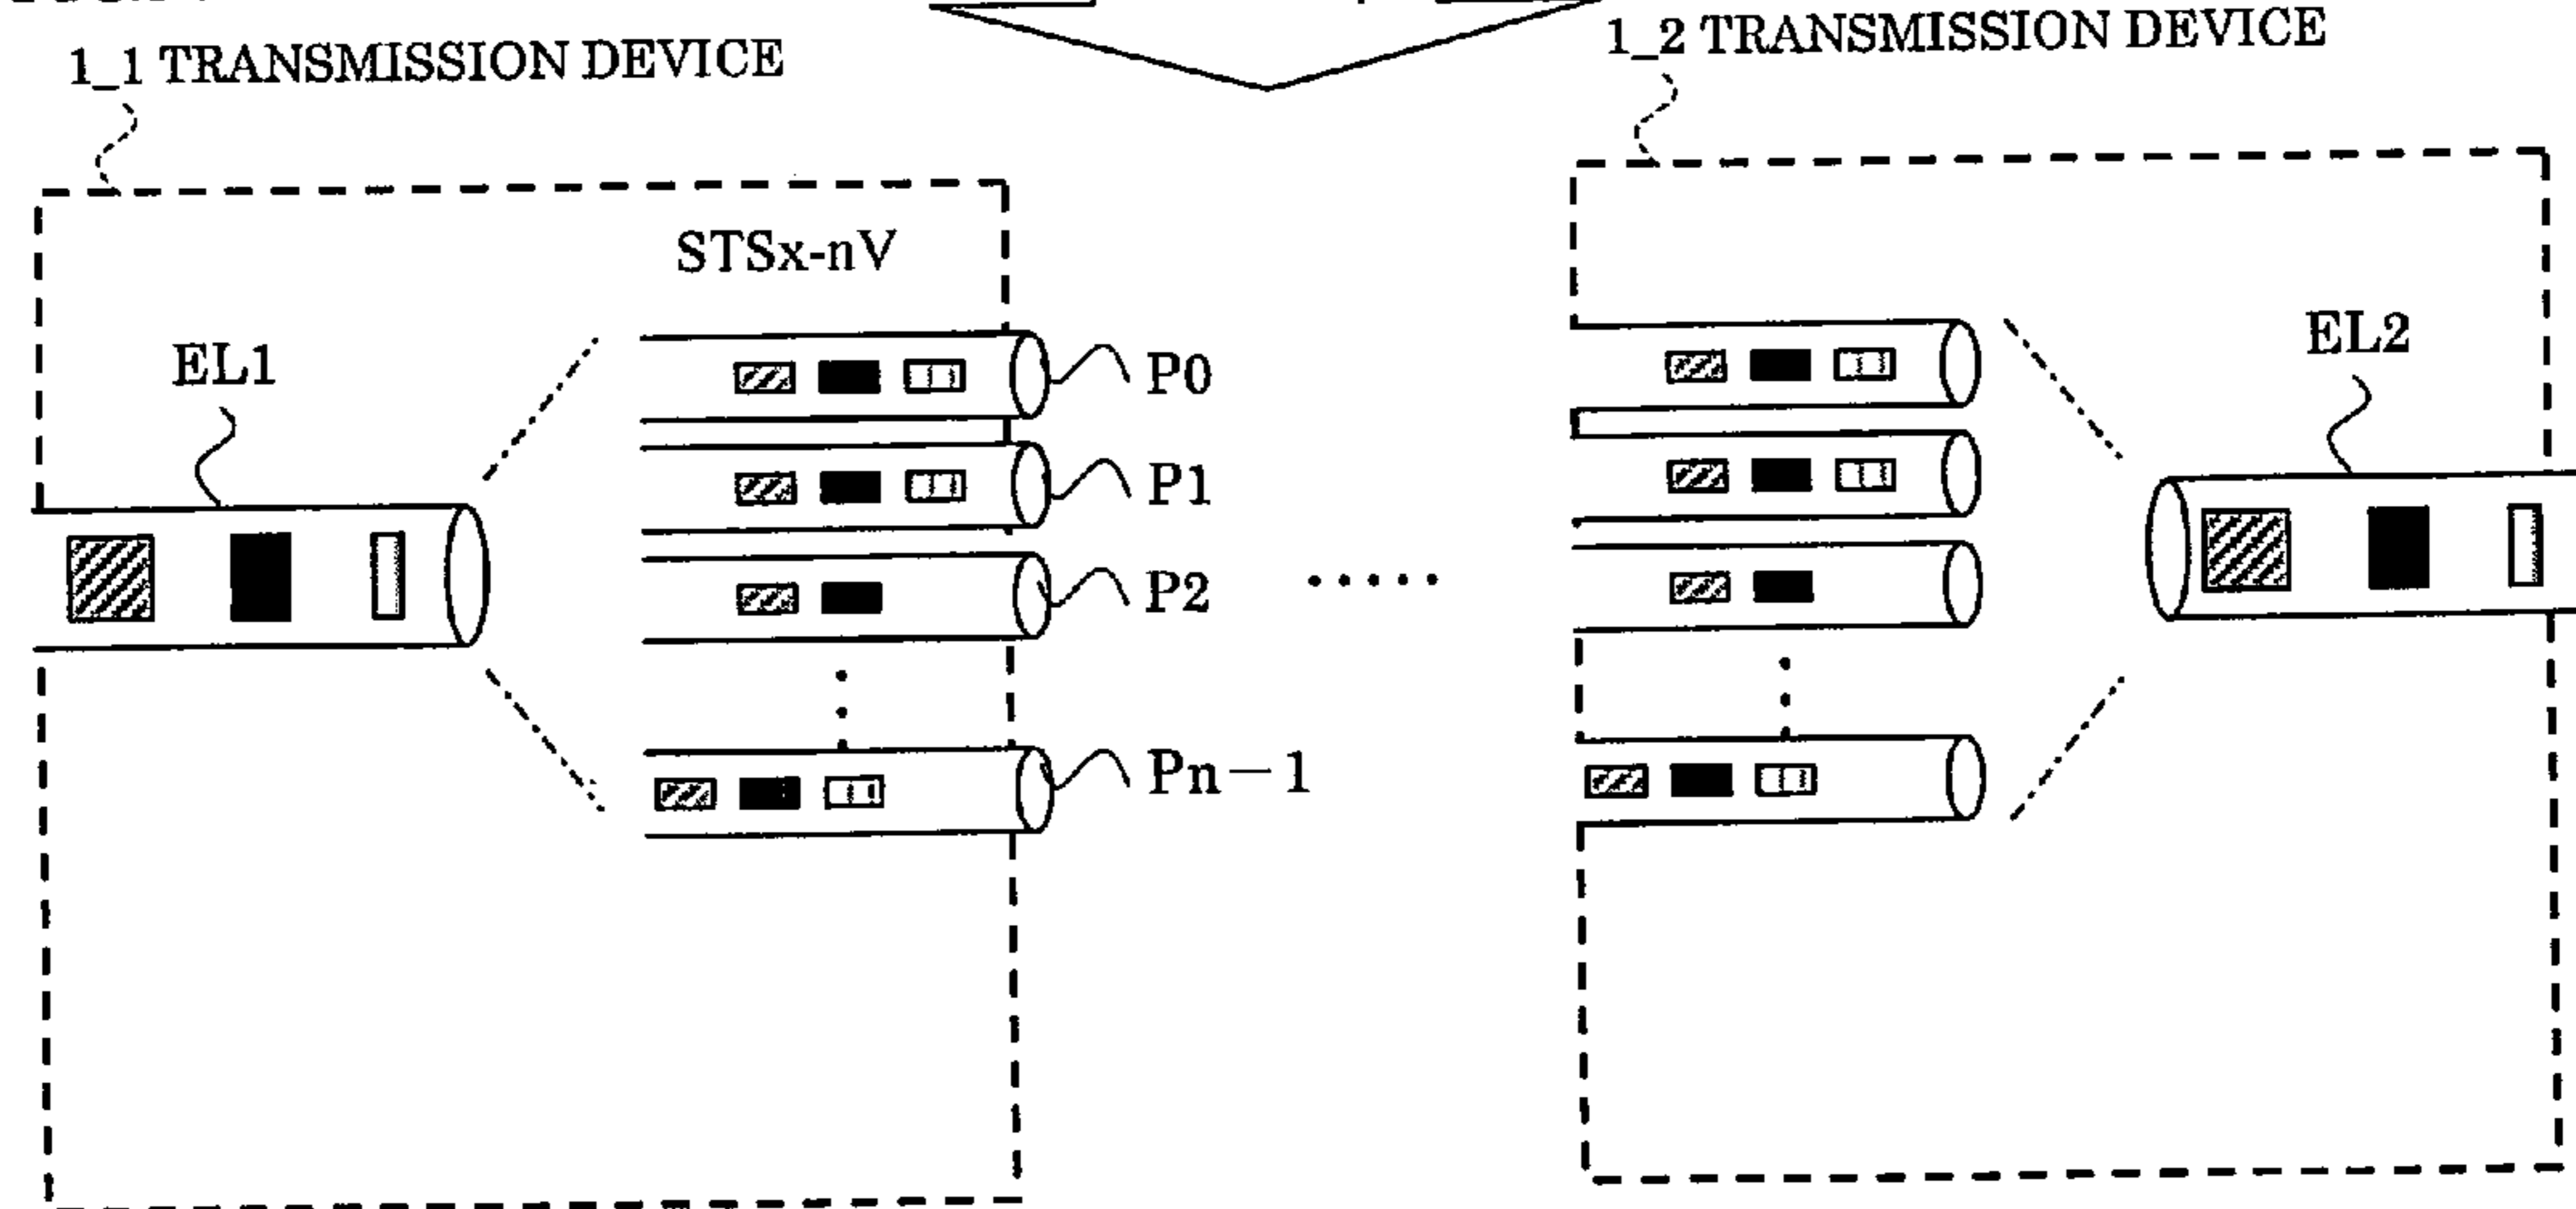 1_1 TRANSMISSION DEVICE
1_2 TRANSMISSION DEVICE
STSx-nV
EL1
P0
EL2
P1
P2
Pn－1